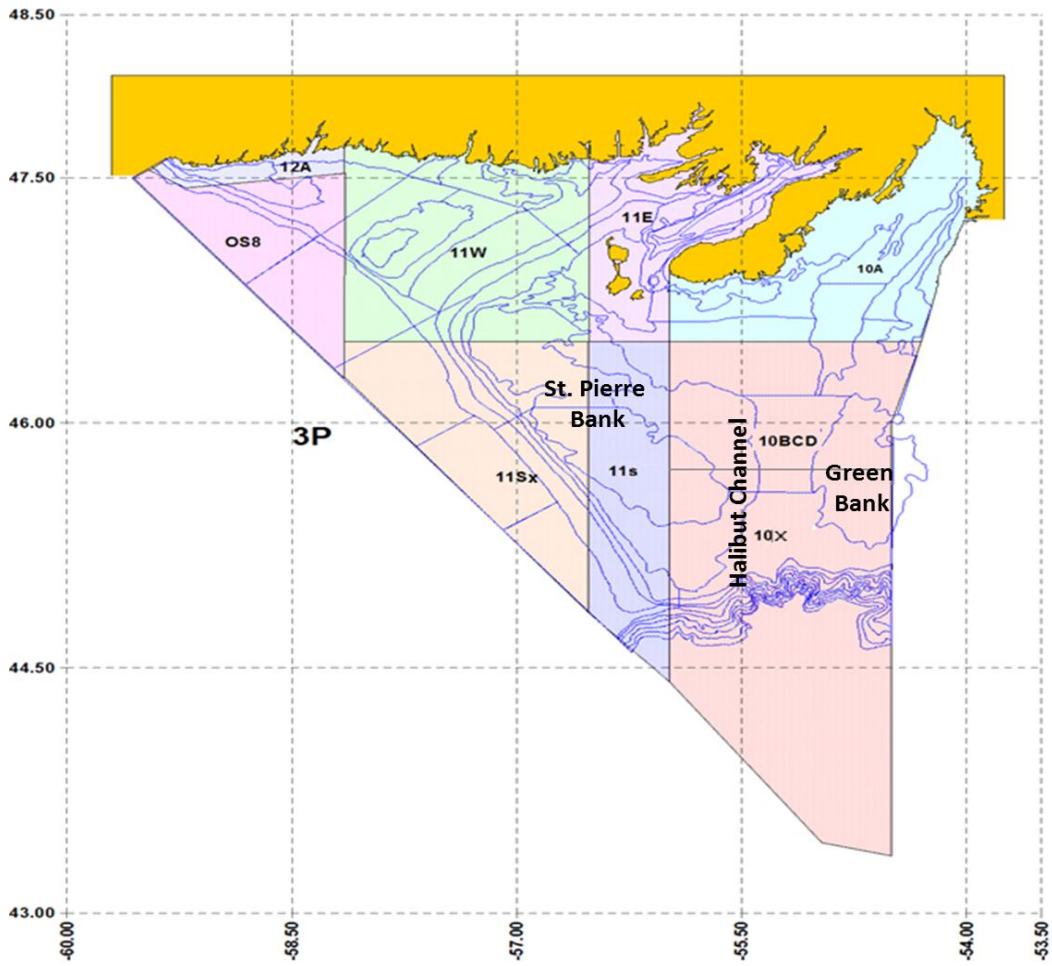 48.50
47.50
46.00
44.50
43.00
12A
OS8
11W
11E
10A
St. Pierre
Bank
3P
11Sx
11s
10BCD
Halibut Channel
Green
Bank
10X
-60.00
-58.50
-57.00
-55.50
-54.00
-53.50